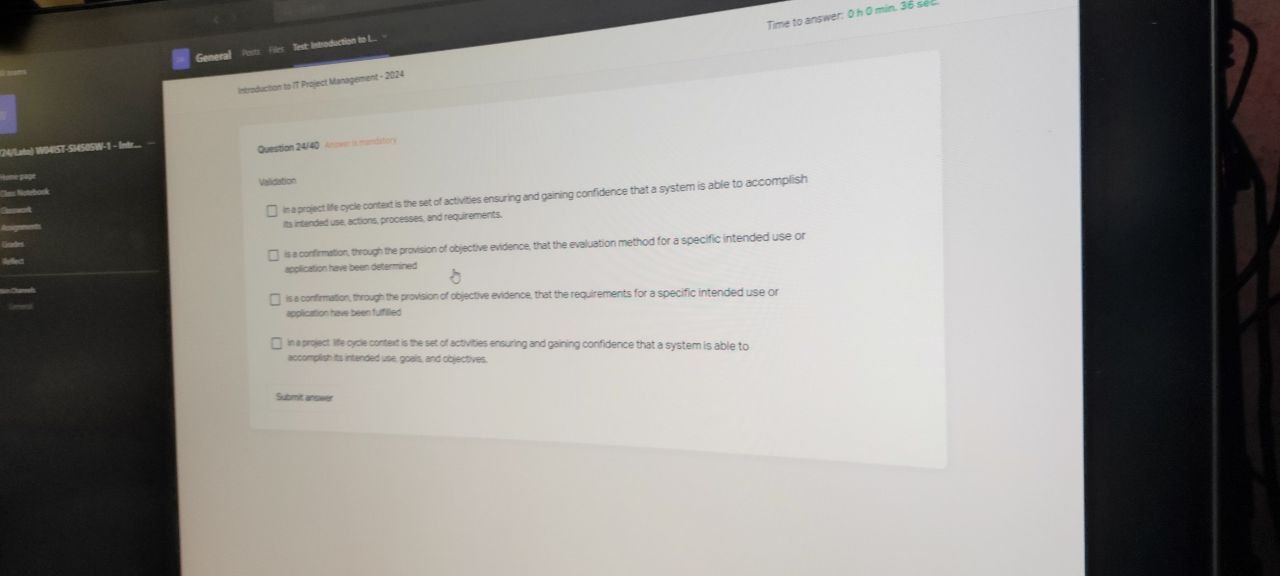 Time to answer: 0 h 0 min. 36 sec.
General Posts Files Test: Introduction to I...
teams
Introduction to IT Project Management - 2024
24/Lato) W04IST-SI4505W-1 - Intr... ...
Home page
Class Notebook
Classwork
Assignments
Grades
Reflect
Main Channels
General
Question 24/40 Answer is mandatory
Validation
in a project life cycle context is the set of activities ensuring and gaining confidence that a system is able to accomplish
its intended use, actions, processes, and requirements.
is a confirmation, through the provision of objective evidence, that the evaluation method for a specific intended use or
application have been determined
is a confirmation, through the provision of objective evidence, that the requirements for a specific intended use or
application have been fulfilled
in a project life cycle context is the set of activities ensuring and gaining confidence that a system is able to
accomplish its intended use, goals, and objectives.
Submit answer